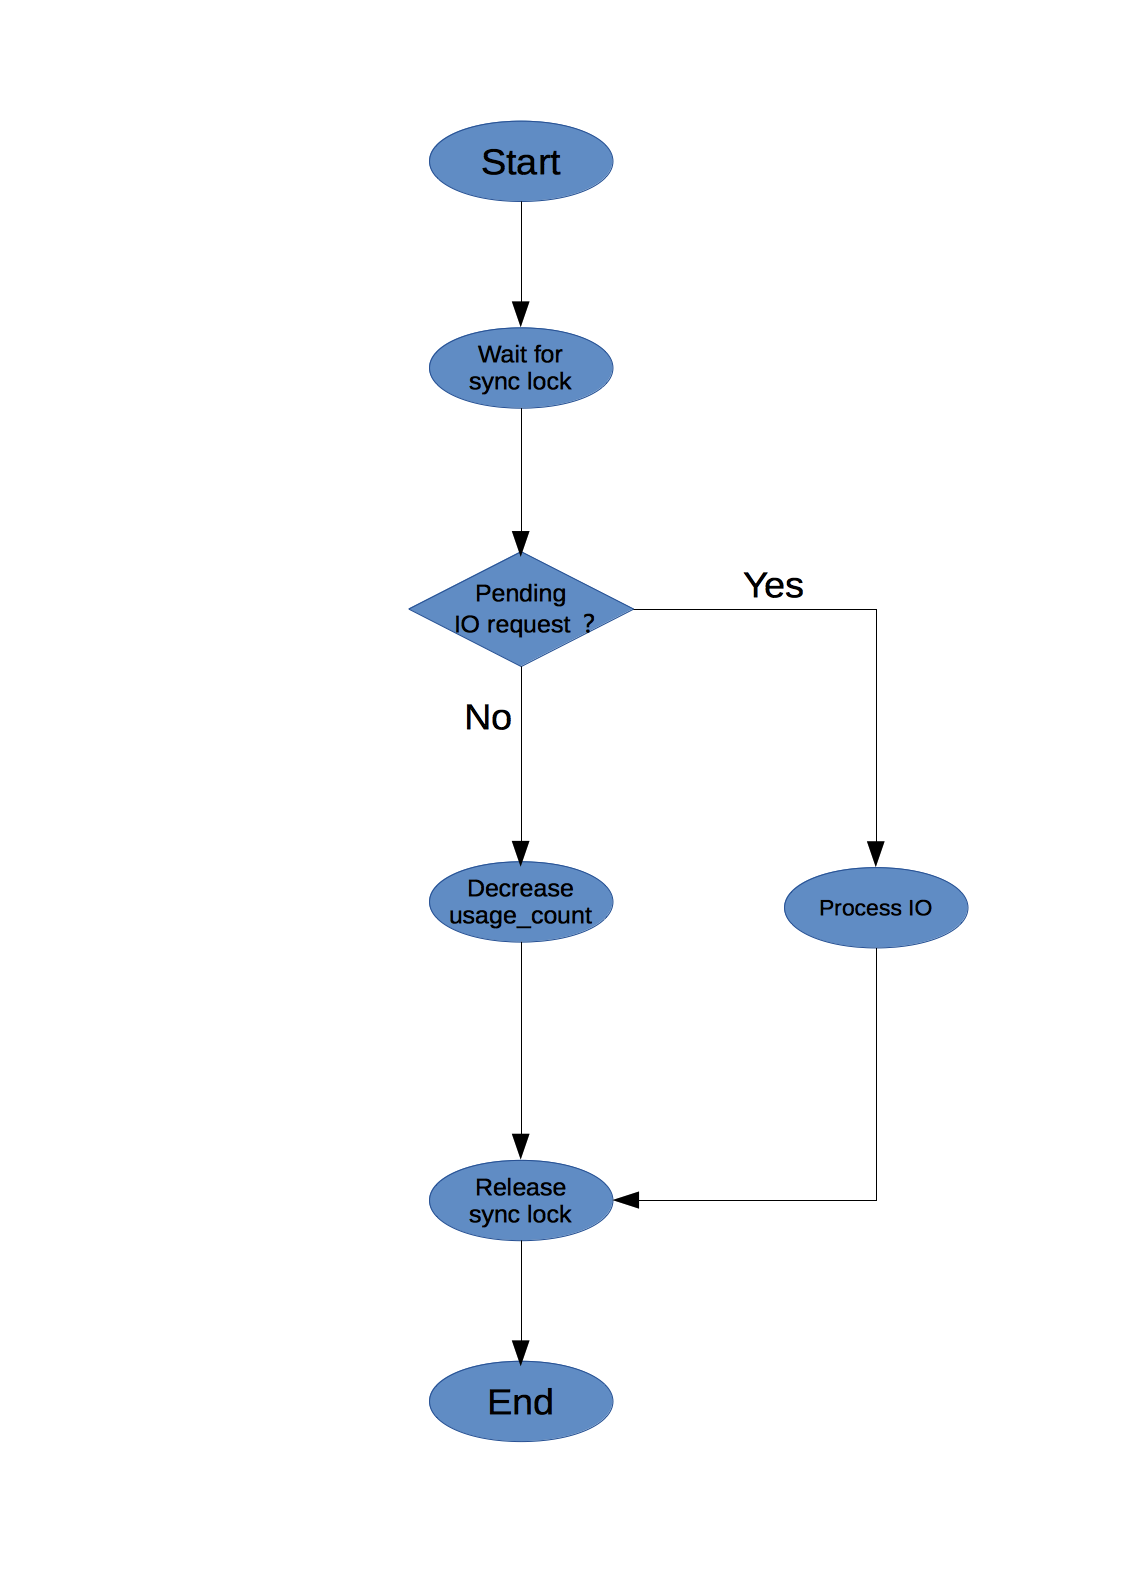 Start
Wait for
sync lock
Pending
IO request ?
Yes
No
Decrease
usage_count
Process IO
Release
sync lock
End